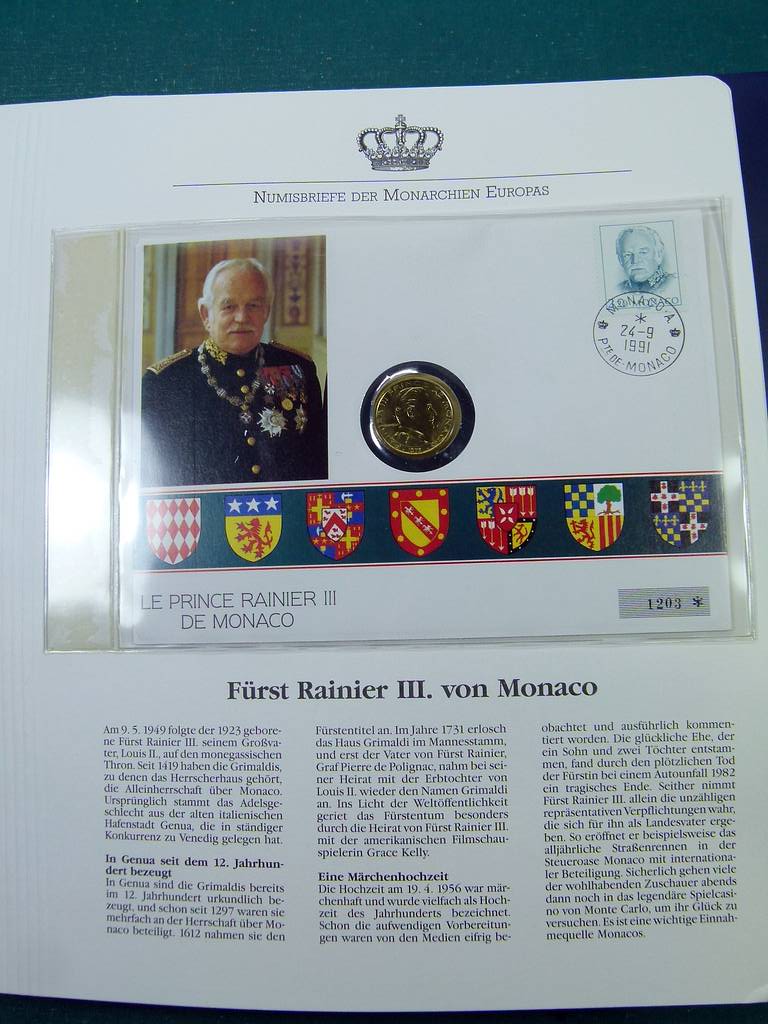 NUMISBRIEFE DER MONARCHIEN EUROPAS
MONACO-A
24-9
1991
PTE DE-MONACO
LE PRINCE RAINIER III
DE MONACO
1203 *
Fürst Rainier III. von Monaco
Am 9. 5. 1949 folgte der 1923 gebore-
ne Fürst Rainier III. seinem Großva-
ter, Louis II., auf den monegassischen
Thron. Seit 1419 haben die Grimaldis,
zu denen das Herrscherhaus gehört,
die Alleinherrschaft über Monaco.
Ursprünglich stammt das Adelsge-
schlecht aus der alten italienischen
Hafenstadt Genua, die in ständiger
Konkurrenz zu Venedig gelegen hat.
In Genua seit dem 12. Jahrhun-
dert bezeugt
In Genua sind die Grimaldis bereits
im 12. Jahrhundert urkundlich be-
zeugt, und schon seit 1297 waren sie
mehrfach an der Herrschaft über Mo-
naco beteiligt. 1612 nahmen sie den
Fürstentitel an. Im Jahre 1731 erlosch
das Haus Grimaldi im Mannesstamm,
und erst der Vater von Fürst Rainier,
Graf Pierre de Polignac, nahm bei sei-
ner Heirat mit der Erbtochter von
Louis II. wieder den Namen Grimaldi
an. Ins Licht der Weltöffentlichkeit
geriet das Fürstentum besonders
durch die Heirat von Fürst Rainier III.
mit der amerikanischen Filmschau-
spielerin Grace Kelly.
Eine Märchenhochzeit
Die Hochzeit am 19. 4. 1956 war mär-
chenhaft und wurde vielfach als Hoch-
zeit des Jahrhunderts bezeichnet.
Schon die aufwendigen Vorbereitun-
gen waren von den Medien eifrig be-
obachtet und ausführlich kommen-
tiert worden. Die glückliche Ehe, der
ein Sohn und zwei Töchter entstam-
men, fand durch den plötzlichen Tod
der Fürstin bei einem Autounfall 1982
ein tragisches Ende. Seither nimmt
Fürst Rainier III. allein die unzähligen
repräsentativen Verpflichtungen wahr,
die sich für ihn als Landesvater erge-
ben. So eröffnet er beispielsweise das
alljährliche Straßenrennen in der
Steueroase Monaco mit internationa-
ler Beteiligung. Sicherlich gehen viele
der wohlhabenden Zuschauer abends
dann noch in das legendäre Spielcasi-
no von Monte Carlo, um ihr Glück zu
versuchen. Es ist eine wichtige Einnah-
mequelle Monacos.